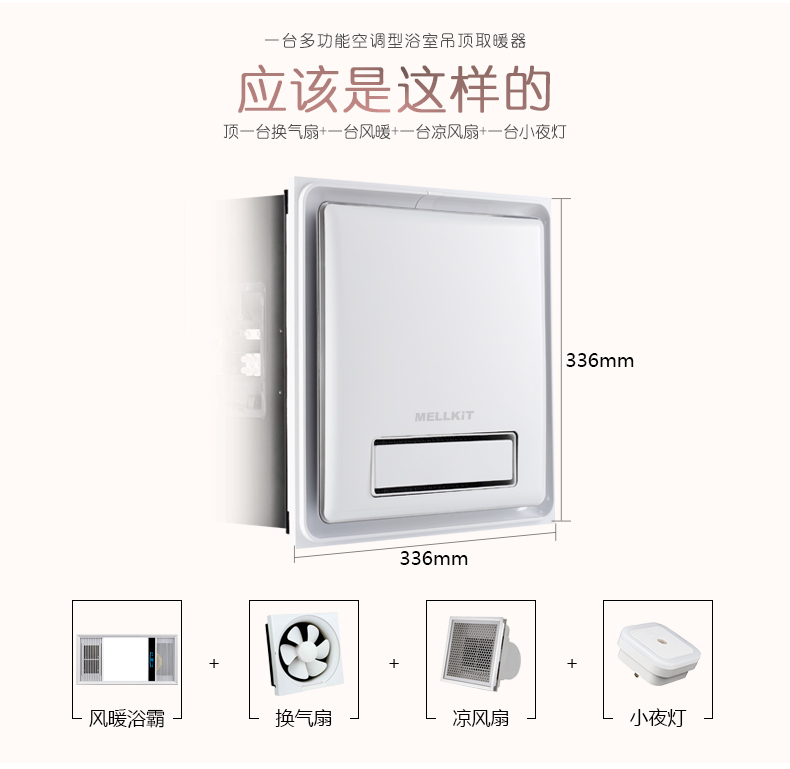 一台多功能空调型浴室吊顶取暖器
应该是这样的
顶一台换气扇+一台风暖+一台凉风扇+一台小夜灯
336mm
MELLKiT
336mm
+ + +
风暖浴霸 换气扇 凉风扇 小夜灯